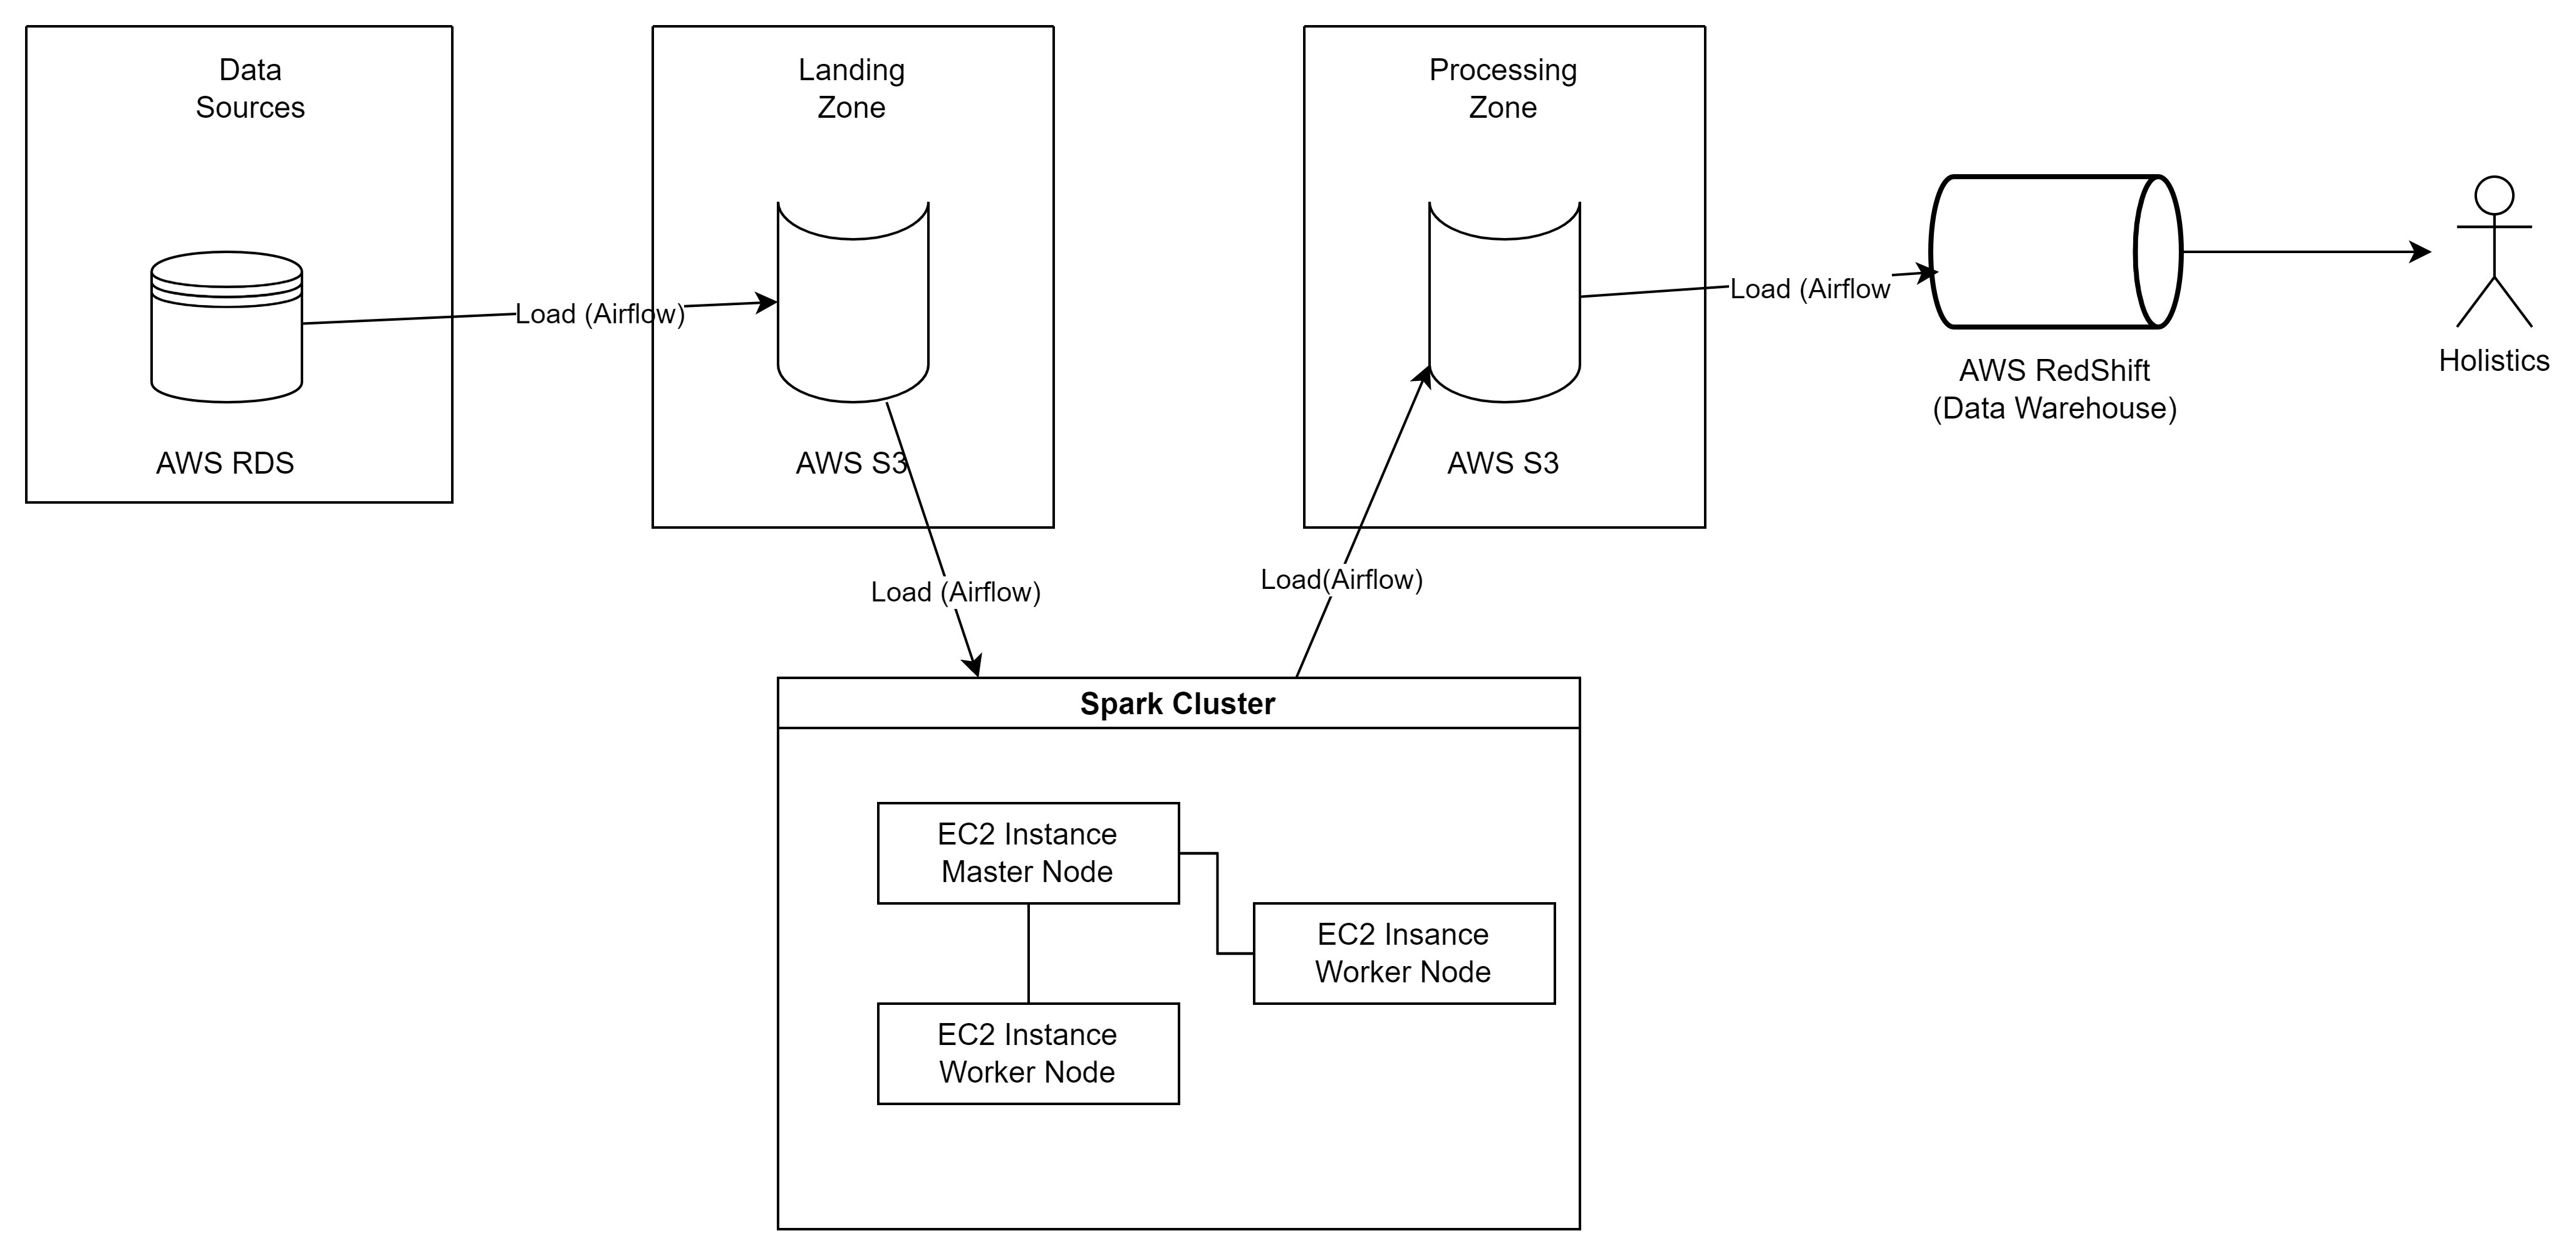 Data
Sources
AWS RDS
Load (Airflow)
Landing
Zone
AWS S3
Load (Airflow)
Processing
Zone
AWS S3
Load(Airflow)
Load (Airflow
AWS RedShift
(Data Warehouse)
Holistics
Spark Cluster
EC2 Instance
Master Node
EC2 Insance
Worker Node
EC2 Instance
Worker Node